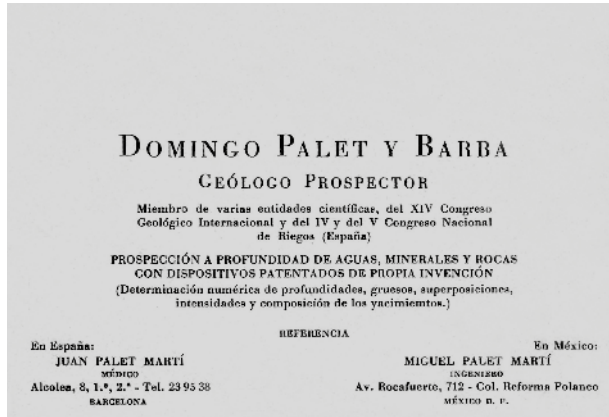 DOMINGO PALET Y BARBA
GEÓLOGO PROSPECTOR
Miembro de varias entidades científicas, del XIV Congreso
Geológico Internacional y del IV y del V Congreso Nacional
de Riegos (España)
PROSPECCIÓN A PROFUNDIDAD DE AGUAS, MINERALES Y ROCAS
CON DISPOSITIVOS PATENTADOS DE PROPIA INVENCIÓN
(Determinación numérica de profundidades, gruesos, superposiciones,
intensidades y composición de los yacimiemtos.)
REFERENCIA
En España:
JUAN PALET MARTÍ
MÉDICO
Alcolea, 8, 1.º, 2.ª - Tel. 23 95 38
BARCELONA
En México:
MIGUEL PALET MARTÍ
INGENIERO
Av. Rocafuerte, 712 - Col. Reforma Polanco
MÉXICO D. F.